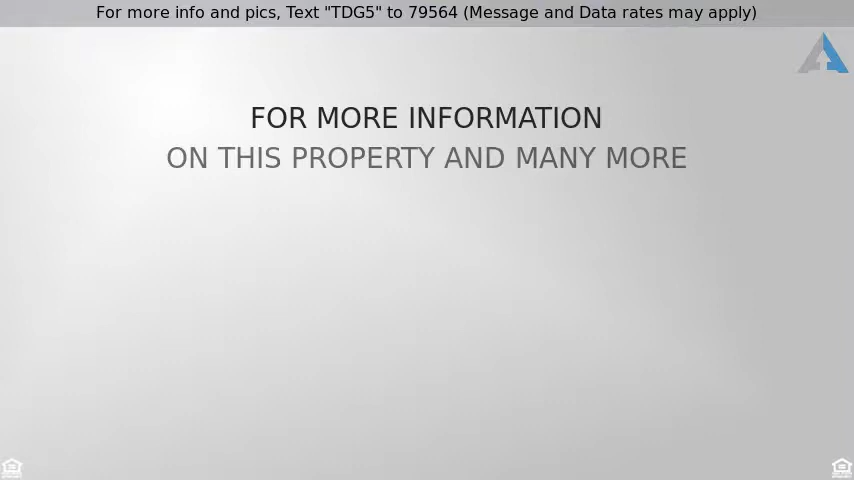 For more info and pics, Text "TDG5" to 79564 (Message and Data rates may apply)
FOR MORE INFORMATION
ON THIS PROPERTY AND MANY MORE